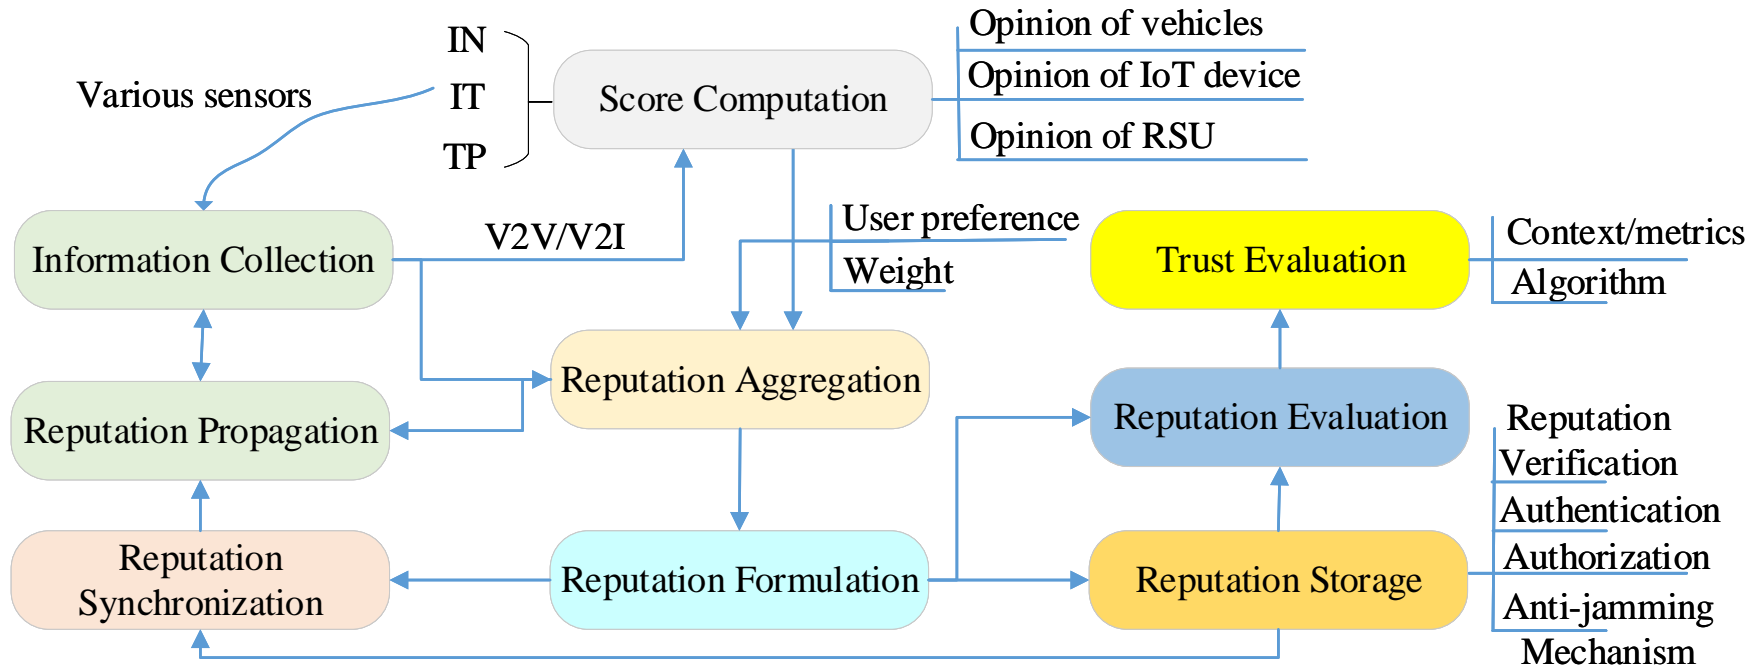 IN
IT
TP
Various sensors
Score Computation
Opinion of vehicles
Opinion of IoT device
Opinion of RSU
Information Collection
V2V/V2I
User preference
Weight
Trust Evaluation
Context/metrics
Algorithm
Reputation Propagation
Reputation Aggregation
Reputation Evaluation
Reputation
Verification
Authentication
Authorization
Anti-jamming
Mechanism
Reputation
Synchronization
Reputation Formulation
Reputation Storage